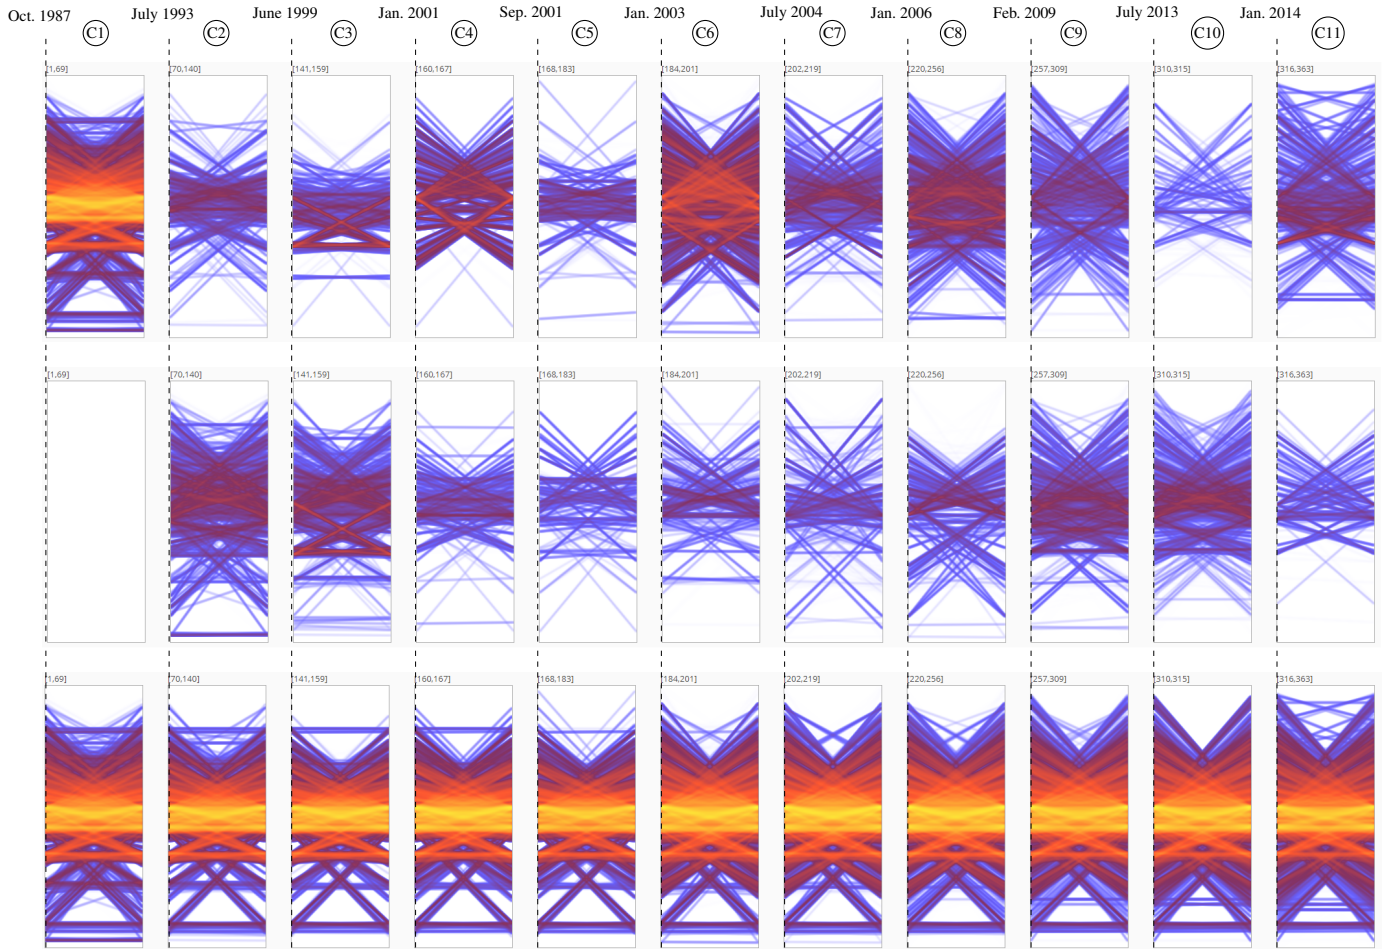 Oct. 1987 July 1993 June 1999 Jan. 2001 Sep. 2001 Jan. 2003 July 2004 Jan. 2006 Feb. 2009 July 2013 Jan. 2014
C1 C2 C3 C4 C5 C6 C7 C8 C9 C10 C11
[1,69] [70,140] [141,159] [160,167] [168,183] [184,201] [202,219] [220,256] [257,309] [310,315] [316,363]
[1,69] [70,140] [141,159] [160,167] [168,183] [184,201] [202,219] [220,256] [257,309] [310,315] [316,363]
[1,69] [70,140] [141,159] [160,167] [168,183] [184,201] [202,219] [220,256] [257,309] [310,315] [316,363]